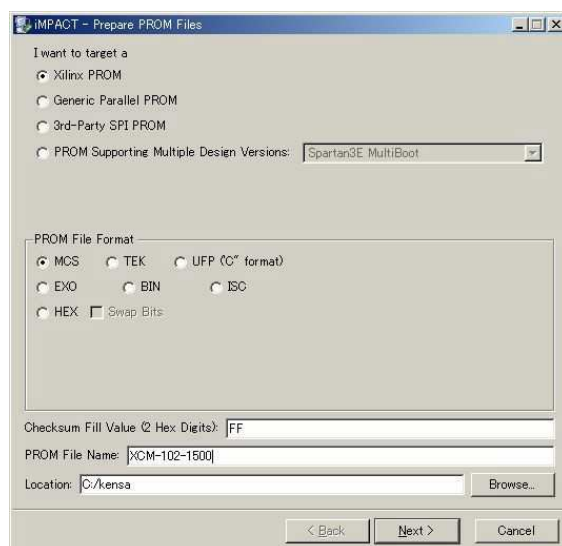 iMPACT - Prepare PROM Files
I want to target a
Xilinx PROM
Generic Parallel PROM
3rd-Party SPI PROM
PROM Supporting Multiple Design Versions: Spartan3E MultiBoot
PROM File Format
MCS TEK UFP ("C" format)
EXO BIN ISC
HEX Swap Bits
Checksum Fill Value (2 Hex Digits): FF
PROM File Name: XCM-102-1500
Location: C:/kensa Browse...
< Back Next > Cancel